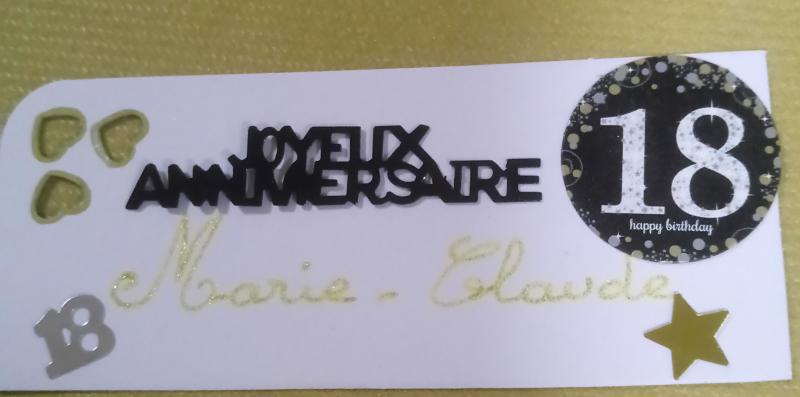 JOYEUX
ANNIVERSAIRE
18
happy birthday
Marie - Claude
18